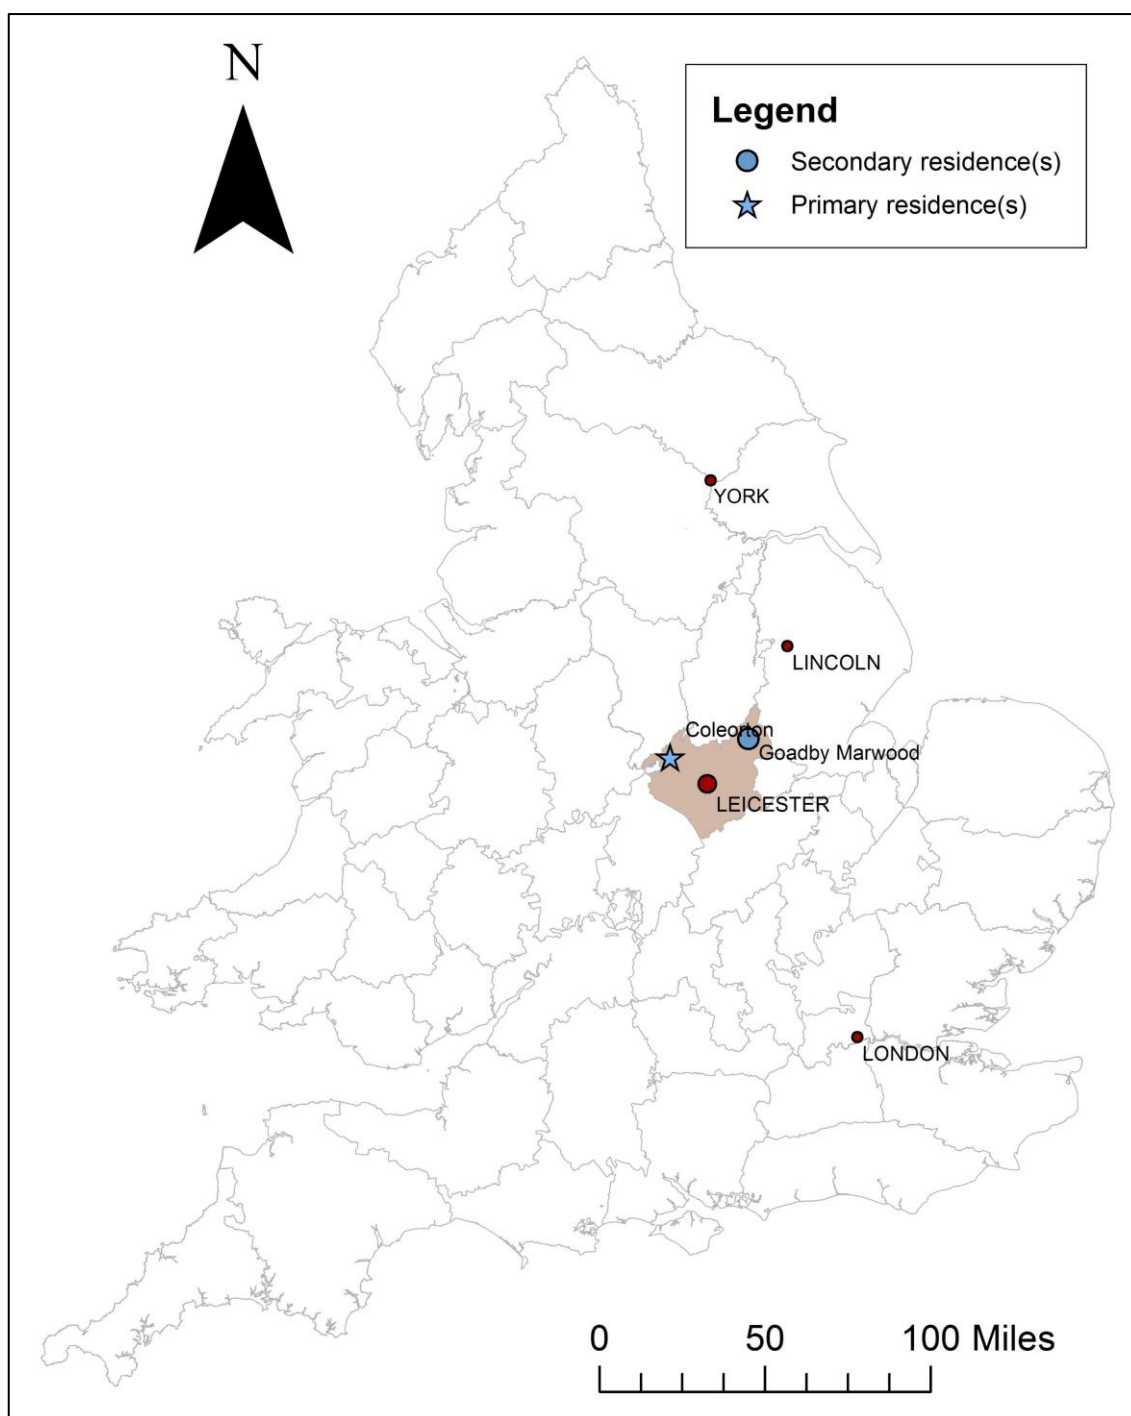 N
Legend
Secondary residence(s)
Primary residence(s)
YORK
LINCOLN
Coleorton
Goadby Marwood
LEICESTER
LONDON
0 50 100 Miles